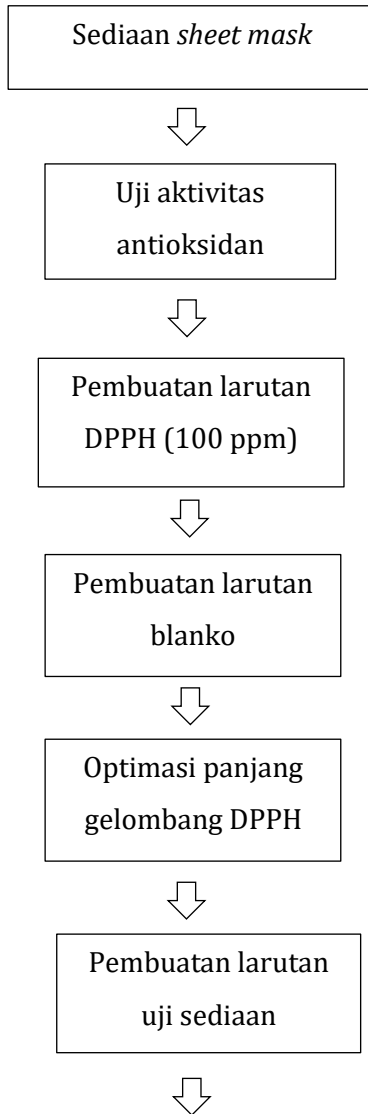 Sediaan sheet mask
Uji aktivitas
antioksidan
Pembuatan larutan
DPPH (100 ppm)
Pembuatan larutan
blanko
Optimasi panjang
gelombang DPPH
Pembuatan larutan
uji sediaan